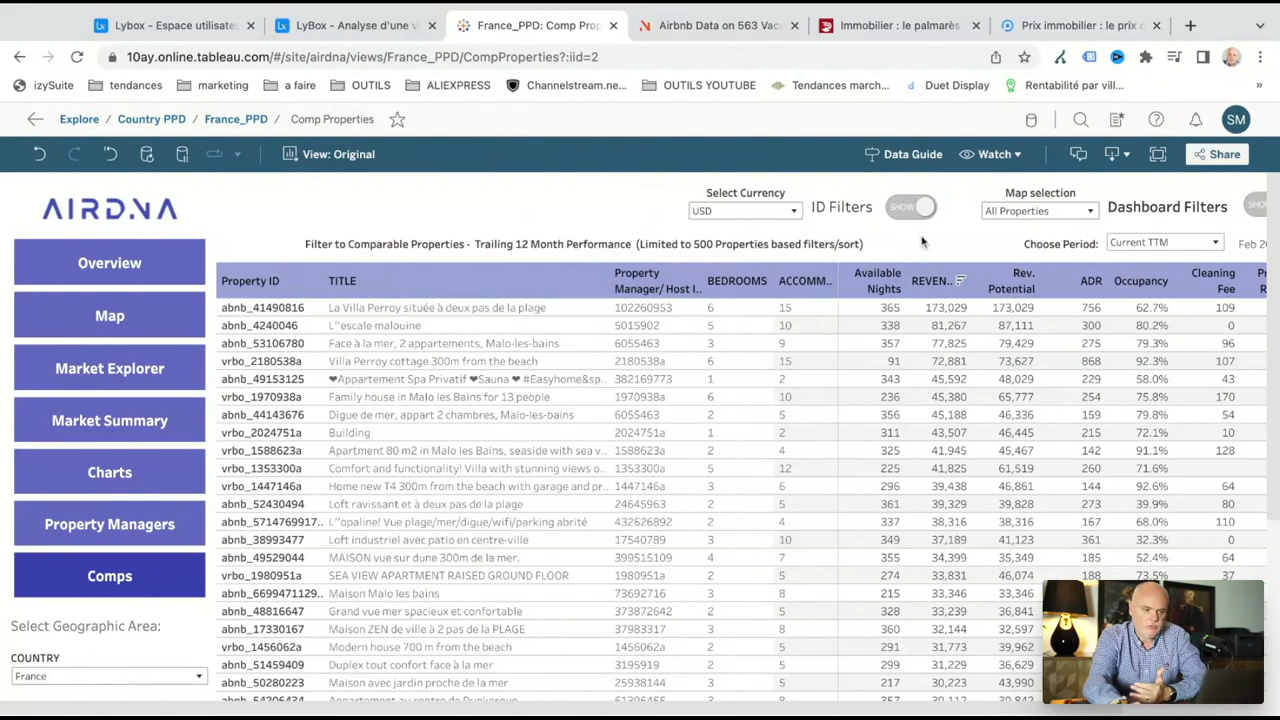 Lybox - Espace utilisate
LyBox - Analyse d'une vi
France_PPD: Comp Prop
Airbnb Data on 563 Vaca
Immobilier : le palmarès
Prix immobilier : le prix d
10ay.online.tableau.com/#/site/airdna/views/France_PPD/CompProperties?:iid=2
izySuite tendances marketing a faire OUTILS ALIEXPRESS Channelstream.ne... OUTILS YOUTUBE Tendances march... Duet Display Rentabilité par vill... »
Explore > Country PPD > France_PPD > Comp Properties SM
View: Original Data Guide Watch Share
AIRDNA
Select Currency
USD
ID Filters SHOW
Map selection
All Properties
Dashboard Filters SHO
Filter to Comparable Properties - Trailing 12 Month Performance (Limited to 500 Properties based filters/sort)
Choose Period: Current TTM Feb 20
Overview
Map
Market Explorer
Market Summary
Charts
Property Managers
Comps
Select Geographic Area:
COUNTRY
France
Property ID TITLE Property Manager/ Host I.. BEDROOMS ACCOMM.. Available Nights REVEN.. Rev. Potential ADR Occupancy Cleaning Fee
abnb_41490816 La Villa Perroy située à deux pas de la plage 102260953 6 15 365 173,029 173,029 756 62.7% 109
abnb_4240046 L''escale malouine 5015902 5 10 338 81,267 87,111 300 80.2% 0
abnb_53106780 Face à la mer, 2 appartements, Malo-les-bains 6055463 3 9 357 77,825 79,429 275 79.3% 96
vrbo_2180538a Villa Perroy cottage 300m from the beach 2180538a 6 15 91 72,881 73,627 868 92.3% 107
abnb_49153125 ❤Appartement Spa Privatif ❤Sauna ❤ #Easyhome&sp.. 382169773 1 2 343 45,592 48,029 229 58.0% 43
vrbo_1970938a Family house in Malo les Bains for 13 people 1970938a 6 10 236 45,380 65,777 254 75.8% 170
abnb_44143676 Digue de mer, appart 2 chambres, Malo-les-bains 6055463 2 5 356 45,188 46,336 159 79.8% 54
vrbo_2024751a Building 2024751a 1 2 311 43,507 46,445 215 72.1% 10
vrbo_1588623a Apartment 80 m2 in Malo les Bains, seaside with sea v.. 1588623a 2 4 325 41,945 45,467 142 91.1% 128
vrbo_1353300a Comfort and functionality! Villa with stunning views o.. 1353300a 5 12 225 41,825 61,519 260 71.6%
vrbo_1447146a Home new T4 300m from the beach with garage and pr.. 1447146a 3 6 296 39,438 46,861 144 92.6% 64
abnb_52430494 Loft ravissant et à deux pas de la plage 24645963 2 5 361 39,329 39,828 273 39.9% 80
abnb_5714769917.. L''opaline! Vue plage/mer/digue/wifi/parking abrité 432626892 2 4 337 38,316 38,316 167 68.0% 110
abnb_38993477 Loft industriel avec patio en centre-ville 17540789 3 10 349 37,189 41,123 361 32.3% 0
abnb_49529044 MAISON vue sur dune 300m de la mer. 399515109 4 7 355 34,399 35,349 185 52.4% 64
vrbo_1980951a SEA VIEW APARTMENT RAISED GROUND FLOOR 1980951a 2 5 274 33,831 46,074 188 73.5% 37
abnb_6699471129.. Maison Malo les bains 73692716 3 8 215 33,346 33,346
abnb_48816647 Grand vue mer spacieux et confortable 373872642 2 5 328 33,239 36,841
abnb_17330167 Maison ZEN de ville à 2 pas de la PLAGE 37983317 3 8 360 32,144 32,597
vrbo_1456062a Modern house 700 m from the beach 1456062a 3 5 291 31,773 39,962
abnb_51459409 Duplex tout confort face à la mer 3195919 2 5 299 31,229 36,629
abnb_50280223 Maison avec jardin proche de la mer 25938144 3 5 217 30,223 43,990